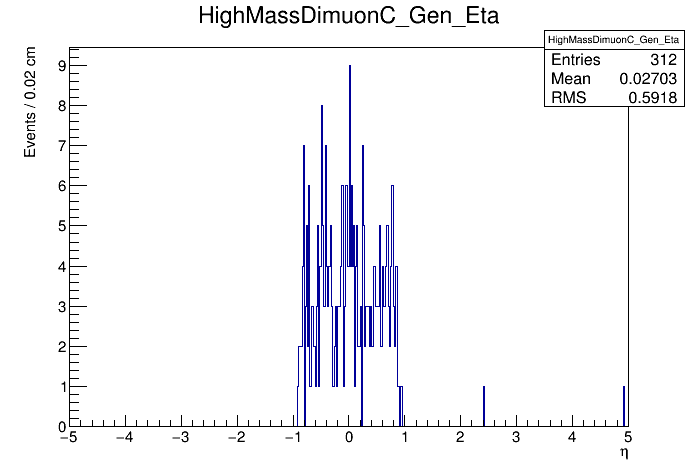 HighMassDimuonC_Gen_Eta
HighMassDimuonC_Gen_Eta
Entries 312
Mean 0.02703
RMS 0.5918
Events / 0.02 cm
9
8
7
6
5
4
3
2
1
0
−5 −4 −3 −2 −1 0 1 2 3 4 5
η